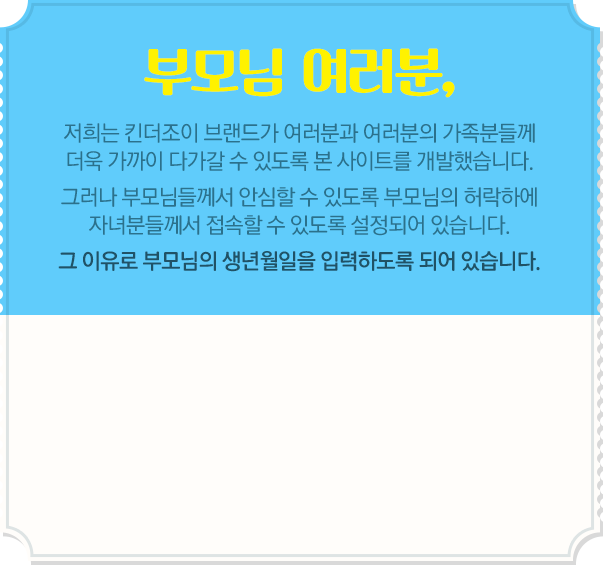 부모님 여러분,
저희는 킨더조이 브랜드가 여러분과 여러분의 가족분들께
더욱 가까이 다가갈 수 있도록 본 사이트를 개발했습니다.
그러나 부모님들께서 안심할 수 있도록 부모님의 허락하에
자녀분들께서 접속할 수 있도록 설정되어 있습니다.
그 이유로 부모님의 생년월일을 입력하도록 되어 있습니다.